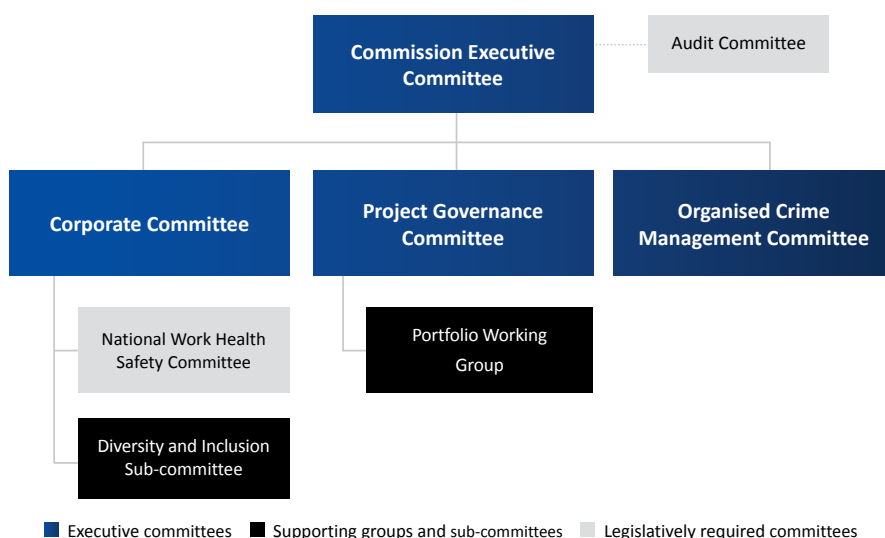 Commission Executive
Committee
Audit Committee
Corporate Committee
Project Governance
Committee
Organised Crime
Management Committee
National Work Health
Safety Committee
Portfolio Working
Group
Diversity and Inclusion
Sub-committee
Executive committees
Supporting groups and sub-committees
Legislatively required committees